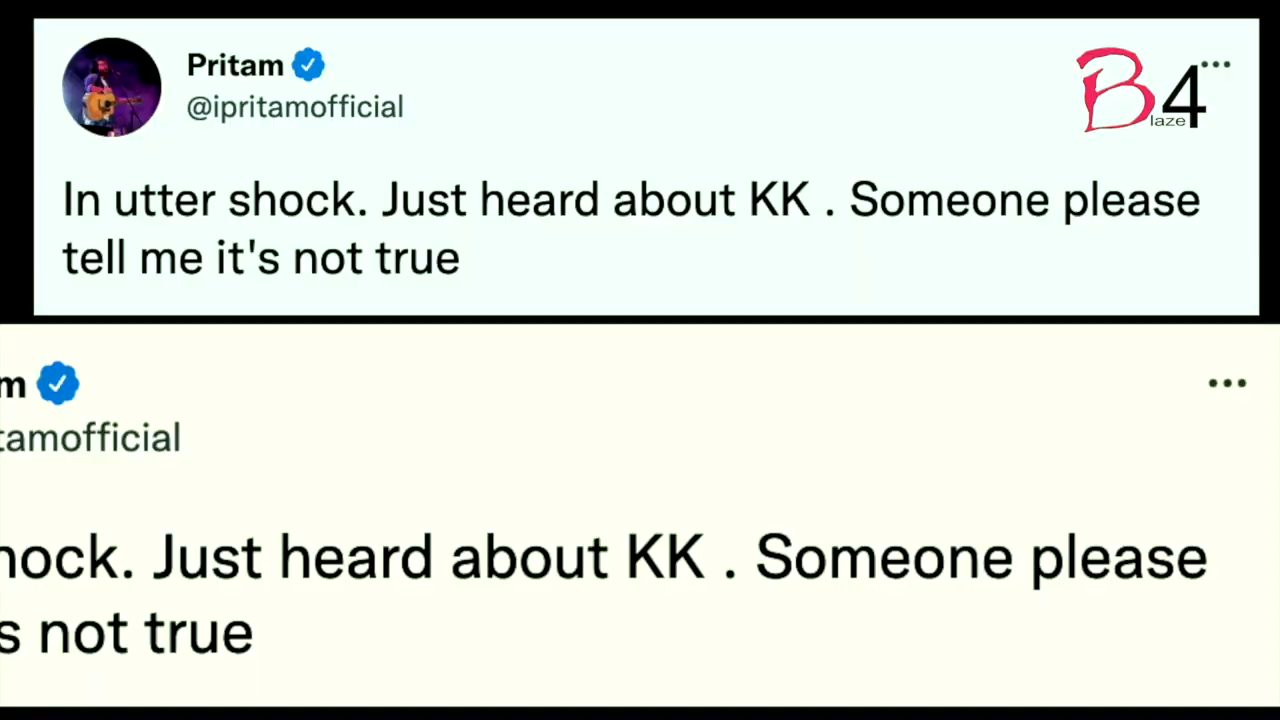 Pritam
@ipritamofficial
Blaze4
In utter shock. Just heard about KK . Someone please
tell me it's not true
m
tamofficial
hock. Just heard about KK . Someone please
s not true